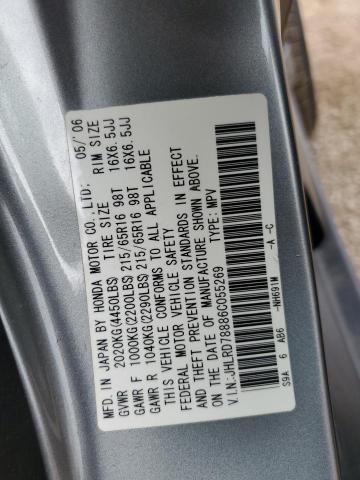 MFD. IN JAPAN BY HONDA MOTOR CO., LTD: 05/'06
TIRE SIZE RIM SIZE
GVWR 2020KG(4450LBS)
GAWR F 1000KG(2200LBS) 215/65R16 98T 16X6.5JJ
GAWR R 1040KG(2290LBS) 215/65R16 98T 16X6.5JJ
THIS VEHICLE CONFORMS TO ALL APPLICABLE
FEDERAL MOTOR VEHICLE SAFETY
AND THEFT PREVENTION STANDARDS IN EFFECT
ON THE DATE OF MANUFACTURE SHOWN ABOVE.
V.I.N:JHLRD78886C055269 TYPE: MPV
-NH691M -A -C
S9A 6 AB6